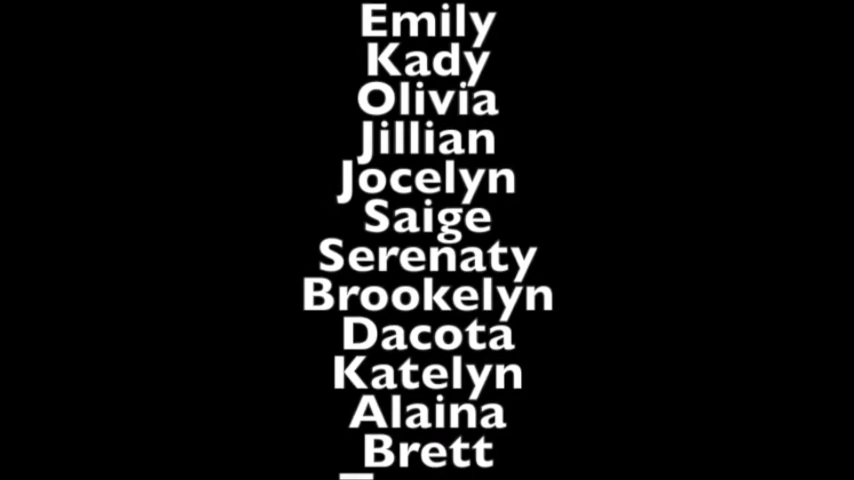 Emily
Kady
Olivia
Jillian
Jocelyn
Saige
Serenaty
Brookelyn
Dacota
Katelyn
Alaina
Brett